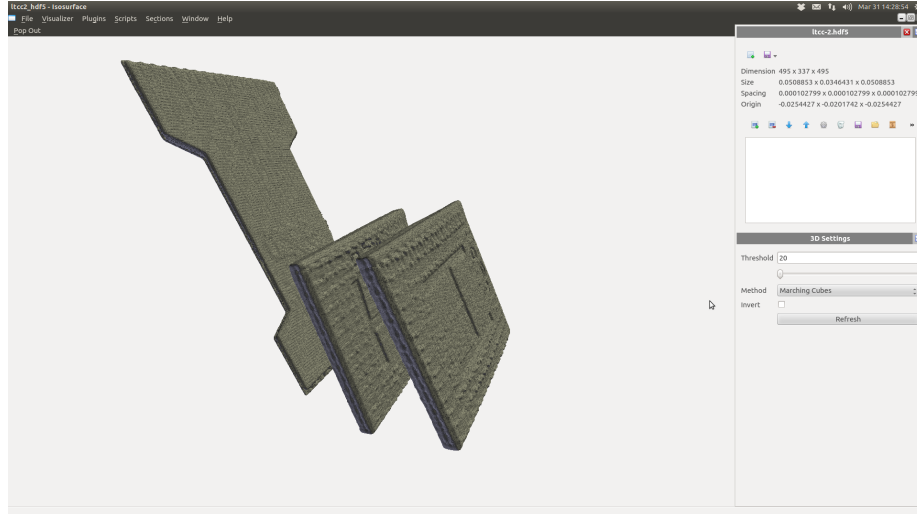 ltcc2_hdf5 - Isosurface
Mar 31 14:28:54
File Visualizer Plugins Scripts Sections Window Help
Pop Out
ltcc-2.hdf5
Dimension 495 x 337 x 495
Size 0.0508853 x 0.0346431 x 0.0508853
Spacing 0.000102799 x 0.000102799 x 0.000102799
Origin -0.0254427 x -0.0201742 x -0.0254427
3D Settings
Threshold 20
Method Marching Cubes
Invert
Refresh